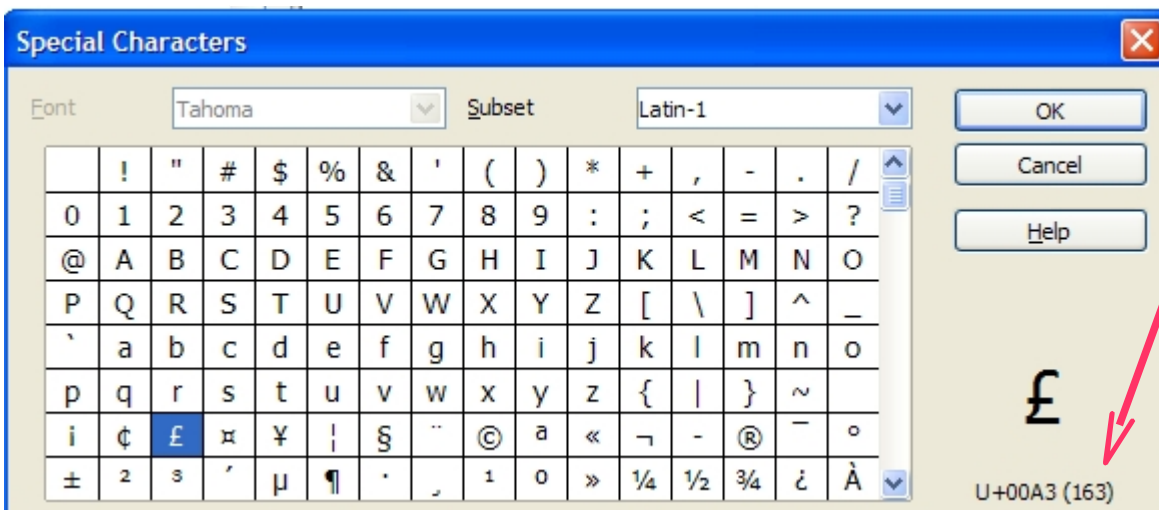 Special Characters
Font Tahoma Subset Latin-1 OK
! " # $ % & ' ( ) * + , - . / Cancel
0 1 2 3 4 5 6 7 8 9 : ; < = > ? Help
@ A B C D E F G H I J K L M N O
P Q R S T U V W X Y Z [ \ ] ^ _
` a b c d e f g h i j k l m n o
p q r s t u v w x y z { | } ~
¡ ¢ £ ¤ ¥ ¦ § ¨ © ª « ¬ - ® ¯ ° £
± ² ³ ´ µ ¶ · ¸ ¹ º » ¼ ½ ¾ ¿ À
U+00A3 (163)